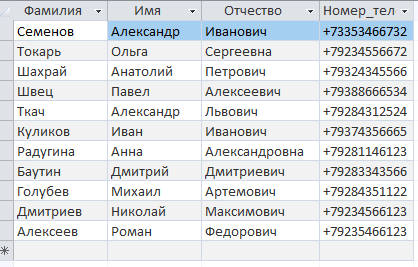 Фамилия Имя Отчество Номер_тел
Семенов Александр Иванович +73353466732
Токарь Ольга Сергеевна +79234556672
Шахрай Анатолий Петрович +79324345566
Швец Павел Алексеевич +79388666534
Ткач Александр Львович +79284312524
Куликов Иван Иванович +79374356665
Радугина Анна Александровна +79281146123
Баутин Дмитрий Дмитриевич +79283343566
Голубев Михаил Артемович +79284351122
Дмитриев Николай Максимович +79234566123
Алексеев Роман Федорович +79235466123